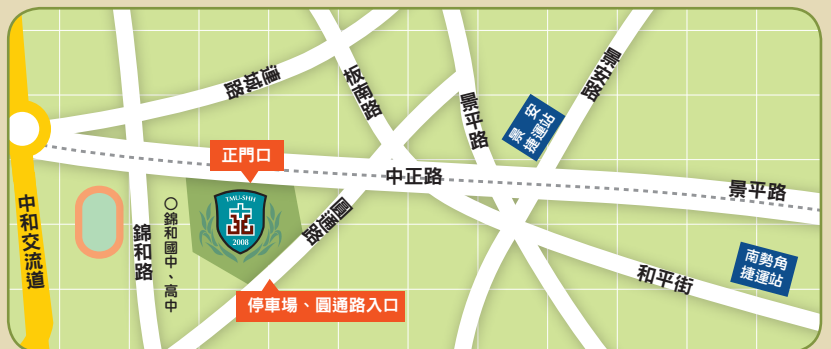 連城路
板南路
景平路
景安路
景安
捷運站
正門口
中正路
景平路
TMU-SHH
2008
中和交流道
錦和路
〇錦和國中、高中
圓通路
南勢角
捷運站
和平街
停車場、圓通路入口